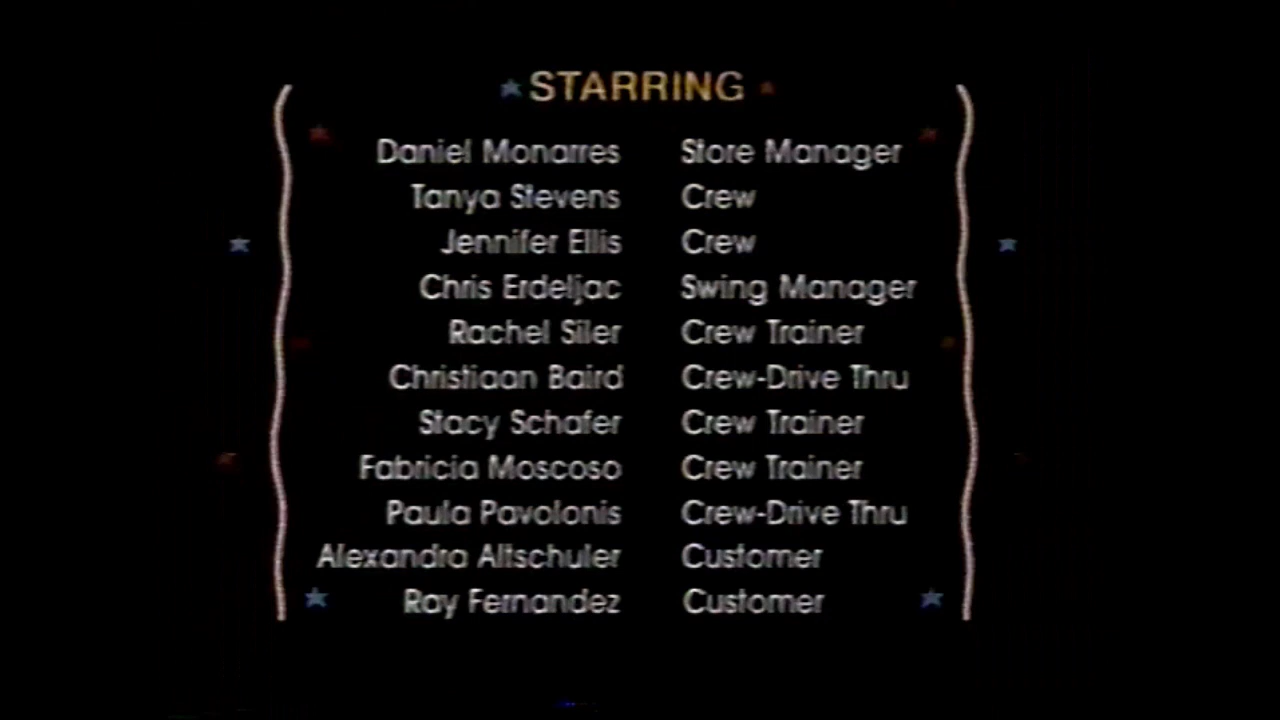 STARRING
Daniel Monarres Store Manager
Tanya Stevens Crew
Jennifer Ellis Crew
Chris Erdeljac Swing Manager
Rachel Siler Crew Trainer
Christiaan Baird Crew-Drive Thru
Stacy Schafer Crew Trainer
Fabricia Moscoso Crew Trainer
Paula Pavolonis Crew-Drive Thru
Alexandra Altschuler Customer
Ray Fernandez Customer